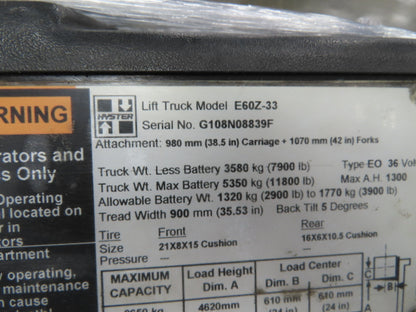 HYSTER
Lift Truck Model E60Z-33
Serial No. G108N08839F
Attachment: 980 mm (38.5 in) Carriage + 1070 mm (42 in) Forks
Truck Wt. Less Battery 3580 kg (7900 lb) Type EO 36 Vol
Truck Wt. Max Battery 5350 kg (11800 lb) Max A.H. 1300
Allowable Battery Wt. 1320 kg (2900 lb) to 1770 kg (3900 lb)
Tread Width 900 mm (35.53 in) Back Tilt 5 Degrees
Tire Front Rear
Size 21X8X15 Cushion 16X6X10.5 Cushion
Pressure --- ---
MAXIMUM CAPACITY
Load Height Dim. A
Load Center
Dim. B Dim. C
4620mm
610 mm
(24 in)
610 mm
(24 in)
C
B
A
RNING
rators and
s Only
Operating
l located on
r in
tors
partment
operating,
maintenance
n cause